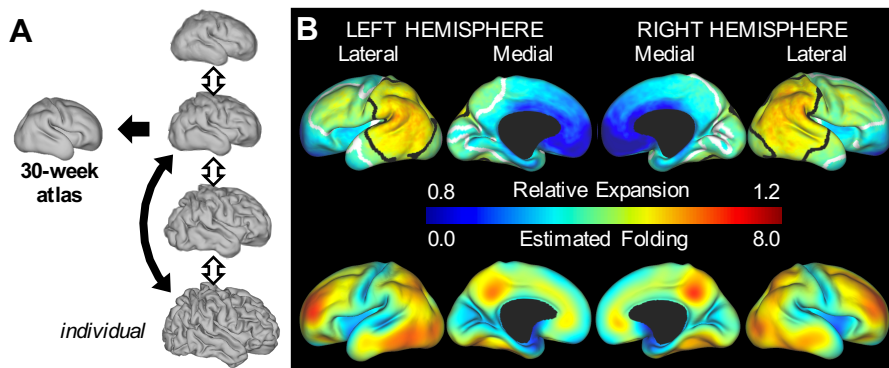 A
30-week
atlas
individual
B
LEFT HEMISPHERE
RIGHT HEMISPHERE
Lateral
Medial
Medial
Lateral
0.8
Relative Expansion
1.2
0.0
Estimated Folding
8.0